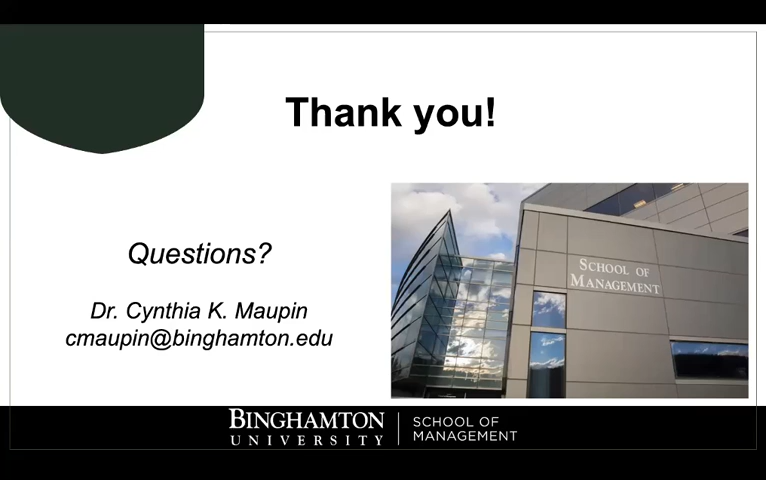 Thank you!
Questions?
Dr. Cynthia K. Maupin
cmaupin@binghamton.edu
SCHOOL OF
MANAGEMENT
BINGHAMTON
UNIVERSITY
SCHOOL OF
MANAGEMENT